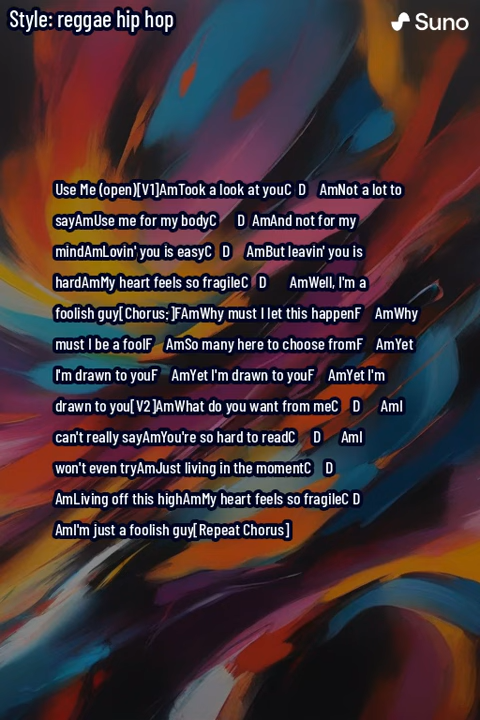 Style: reggae hip hop
Suno
Use Me (open)[V1]AmTook a look at youC D AmNot a lot to
sayAmUse me for my bodyC D AmAnd not for my
mindAmLovin' you is easyC D AmBut leavin' you is
hardAmMy heart feels so fragileC D AmWell, I'm a
foolish guy[Chorus:]FAmWhy must I let this happenF AmWhy
must I be a foolF AmSo many here to choose fromF AmYet
I'm drawn to youF AmYet I'm drawn to youF AmYet I'm
drawn to you[V2]AmWhat do you want from meC D AmI
can't really sayAmYou're so hard to readC D AmI
won't even tryAmJust living in the momentC D
AmLiving off this highAmMy heart feels so fragileC D
AmI'm just a foolish guy[Repeat Chorus]